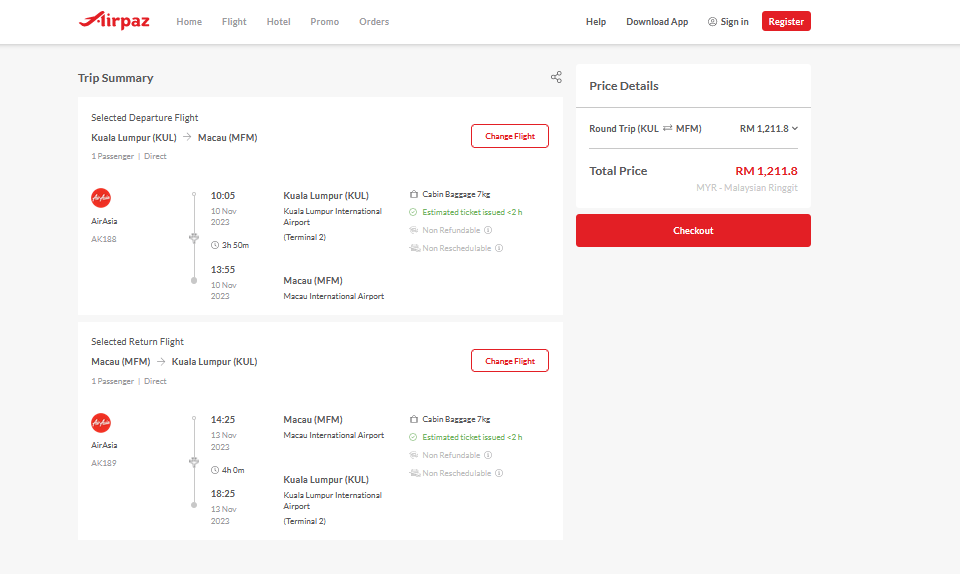 Airpaz
Home Flight Hotel Promo Orders
Help Download App Sign in Register
Trip Summary
Selected Departure Flight
Kuala Lumpur (KUL) → Macau (MFM)
1 Passenger | Direct
Change Flight
AirAsia
AirAsia
AK188
10:05
10 Nov
2023
3h 50m
13:55
10 Nov
2023
Kuala Lumpur (KUL)
Kuala Lumpur International
Airport
(Terminal 2)
Macau (MFM)
Macau International Airport
Cabin Baggage 7kg
Estimated ticket issued <2 h
Non Refundable
Non Reschedulable
Selected Return Flight
Macau (MFM) → Kuala Lumpur (KUL)
1 Passenger | Direct
Change Flight
AirAsia
AirAsia
AK189
14:25
13 Nov
2023
4h 0m
18:25
13 Nov
2023
Macau (MFM)
Macau International Airport
Kuala Lumpur (KUL)
Kuala Lumpur International
Airport
(Terminal 2)
Cabin Baggage 7kg
Estimated ticket issued <2 h
Non Refundable
Non Reschedulable
Price Details
Round Trip (KUL ⇄ MFM) RM 1,211.8
Total Price RM 1,211.8
MYR - Malaysian Ringgit
Checkout